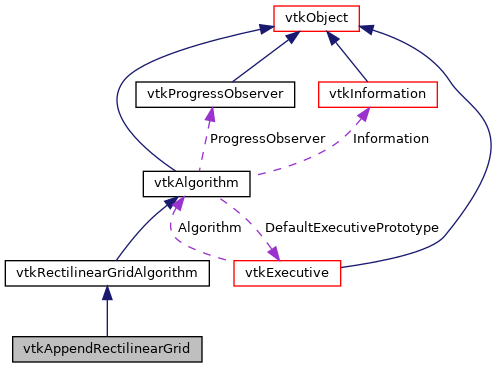 vtkObject
vtkProgressObserver
vtkInformation
ProgressObserver
Information
vtkAlgorithm
Algorithm
DefaultExecutivePrototype
vtkRectilinearGridAlgorithm
vtkExecutive
vtkAppendRectilinearGrid